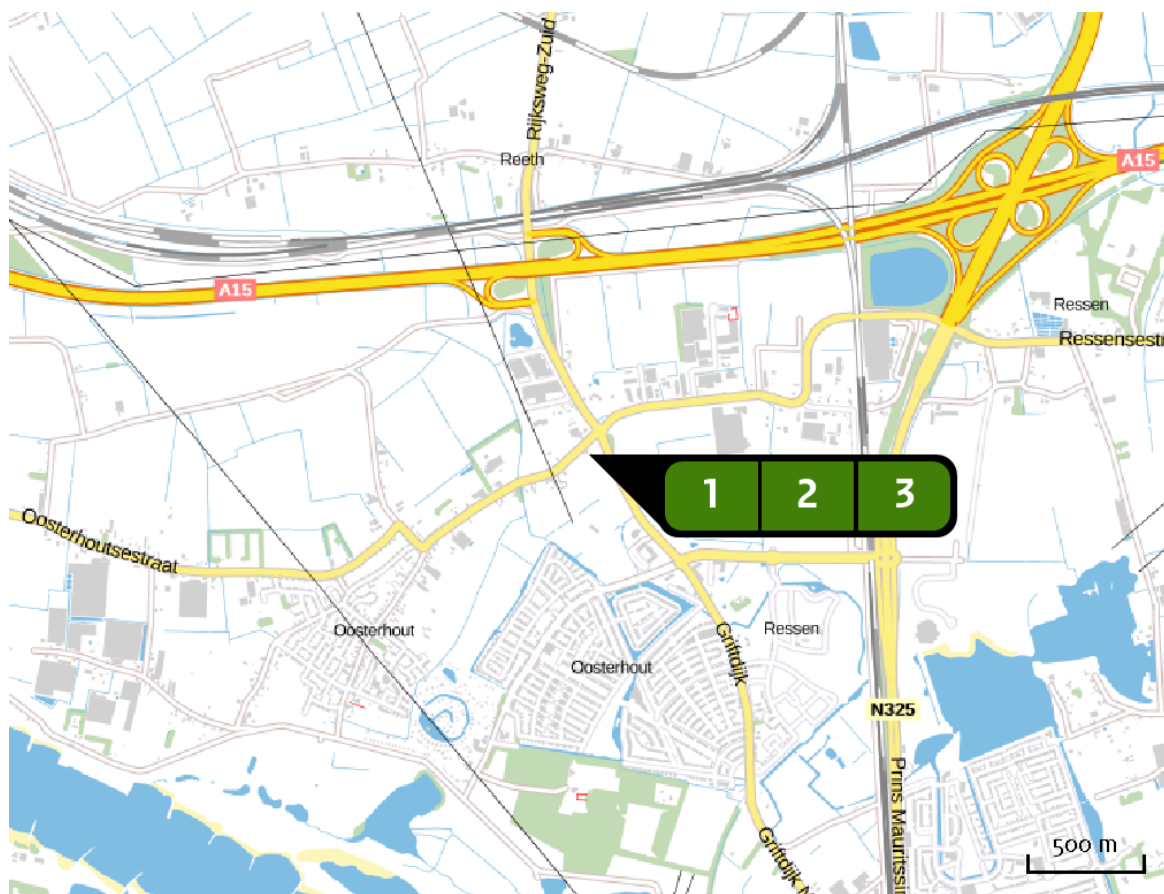 Rijksweg-Zuid
Reeth
A15
A15
Ressen
Ressensestr
1 2 3
Oosterhoutsestraat
Oosterhout
Ressen
Griftdijk
Oosterhout
N325
Prins Mauritssin
Griftdijk
500 m